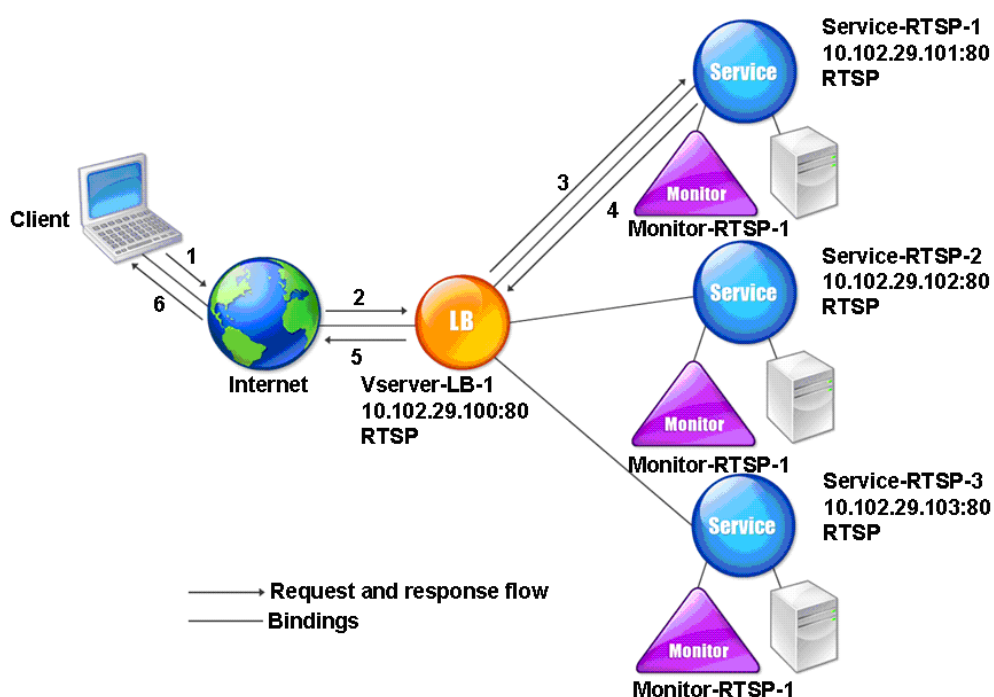 Service-RTSP-1
10.102.29.101:80
RTSP
Service
Monitor
Monitor-RTSP-1
3
4
Client
1
6
Internet
2
5
LB
Vserver-LB-1
10.102.29.100:80
RTSP
Service-RTSP-2
10.102.29.102:80
RTSP
Service
Monitor
Monitor-RTSP-1
Service-RTSP-3
10.102.29.103:80
RTSP
Service
Monitor
Monitor-RTSP-1
Request and response flow
Bindings